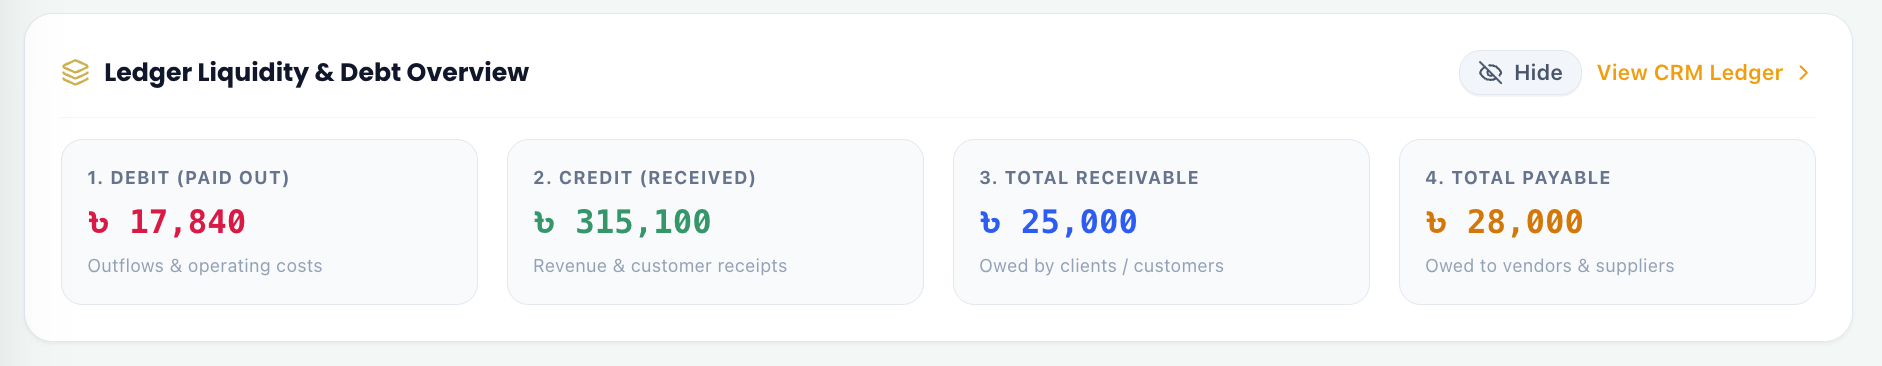 Ledger Liquidity & Debt Overview
Hide
View CRM Ledger
1. DEBIT (PAID OUT)
৳ 17,840
Outflows & operating costs
2. CREDIT (RECEIVED)
৳ 315,100
Revenue & customer receipts
3. TOTAL RECEIVABLE
৳ 25,000
Owed by clients / customers
4. TOTAL PAYABLE
৳ 28,000
Owed to vendors & suppliers